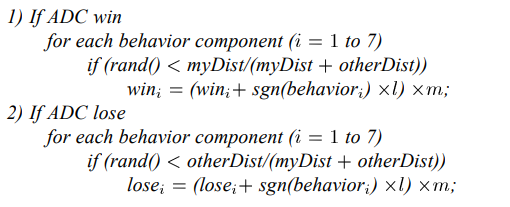 1) If ADC win
for each behavior component (i = 1 to 7)
if (rand() < myDist/(myDist + otherDist))
winᵢ = (winᵢ+ sgn(behaviorᵢ) ×l) ×m;
2) If ADC lose
for each behavior component (i = 1 to 7)
if (rand() < otherDist/(myDist + otherDist))
loseᵢ = (loseᵢ+ sgn(behaviorᵢ) ×l) ×m;